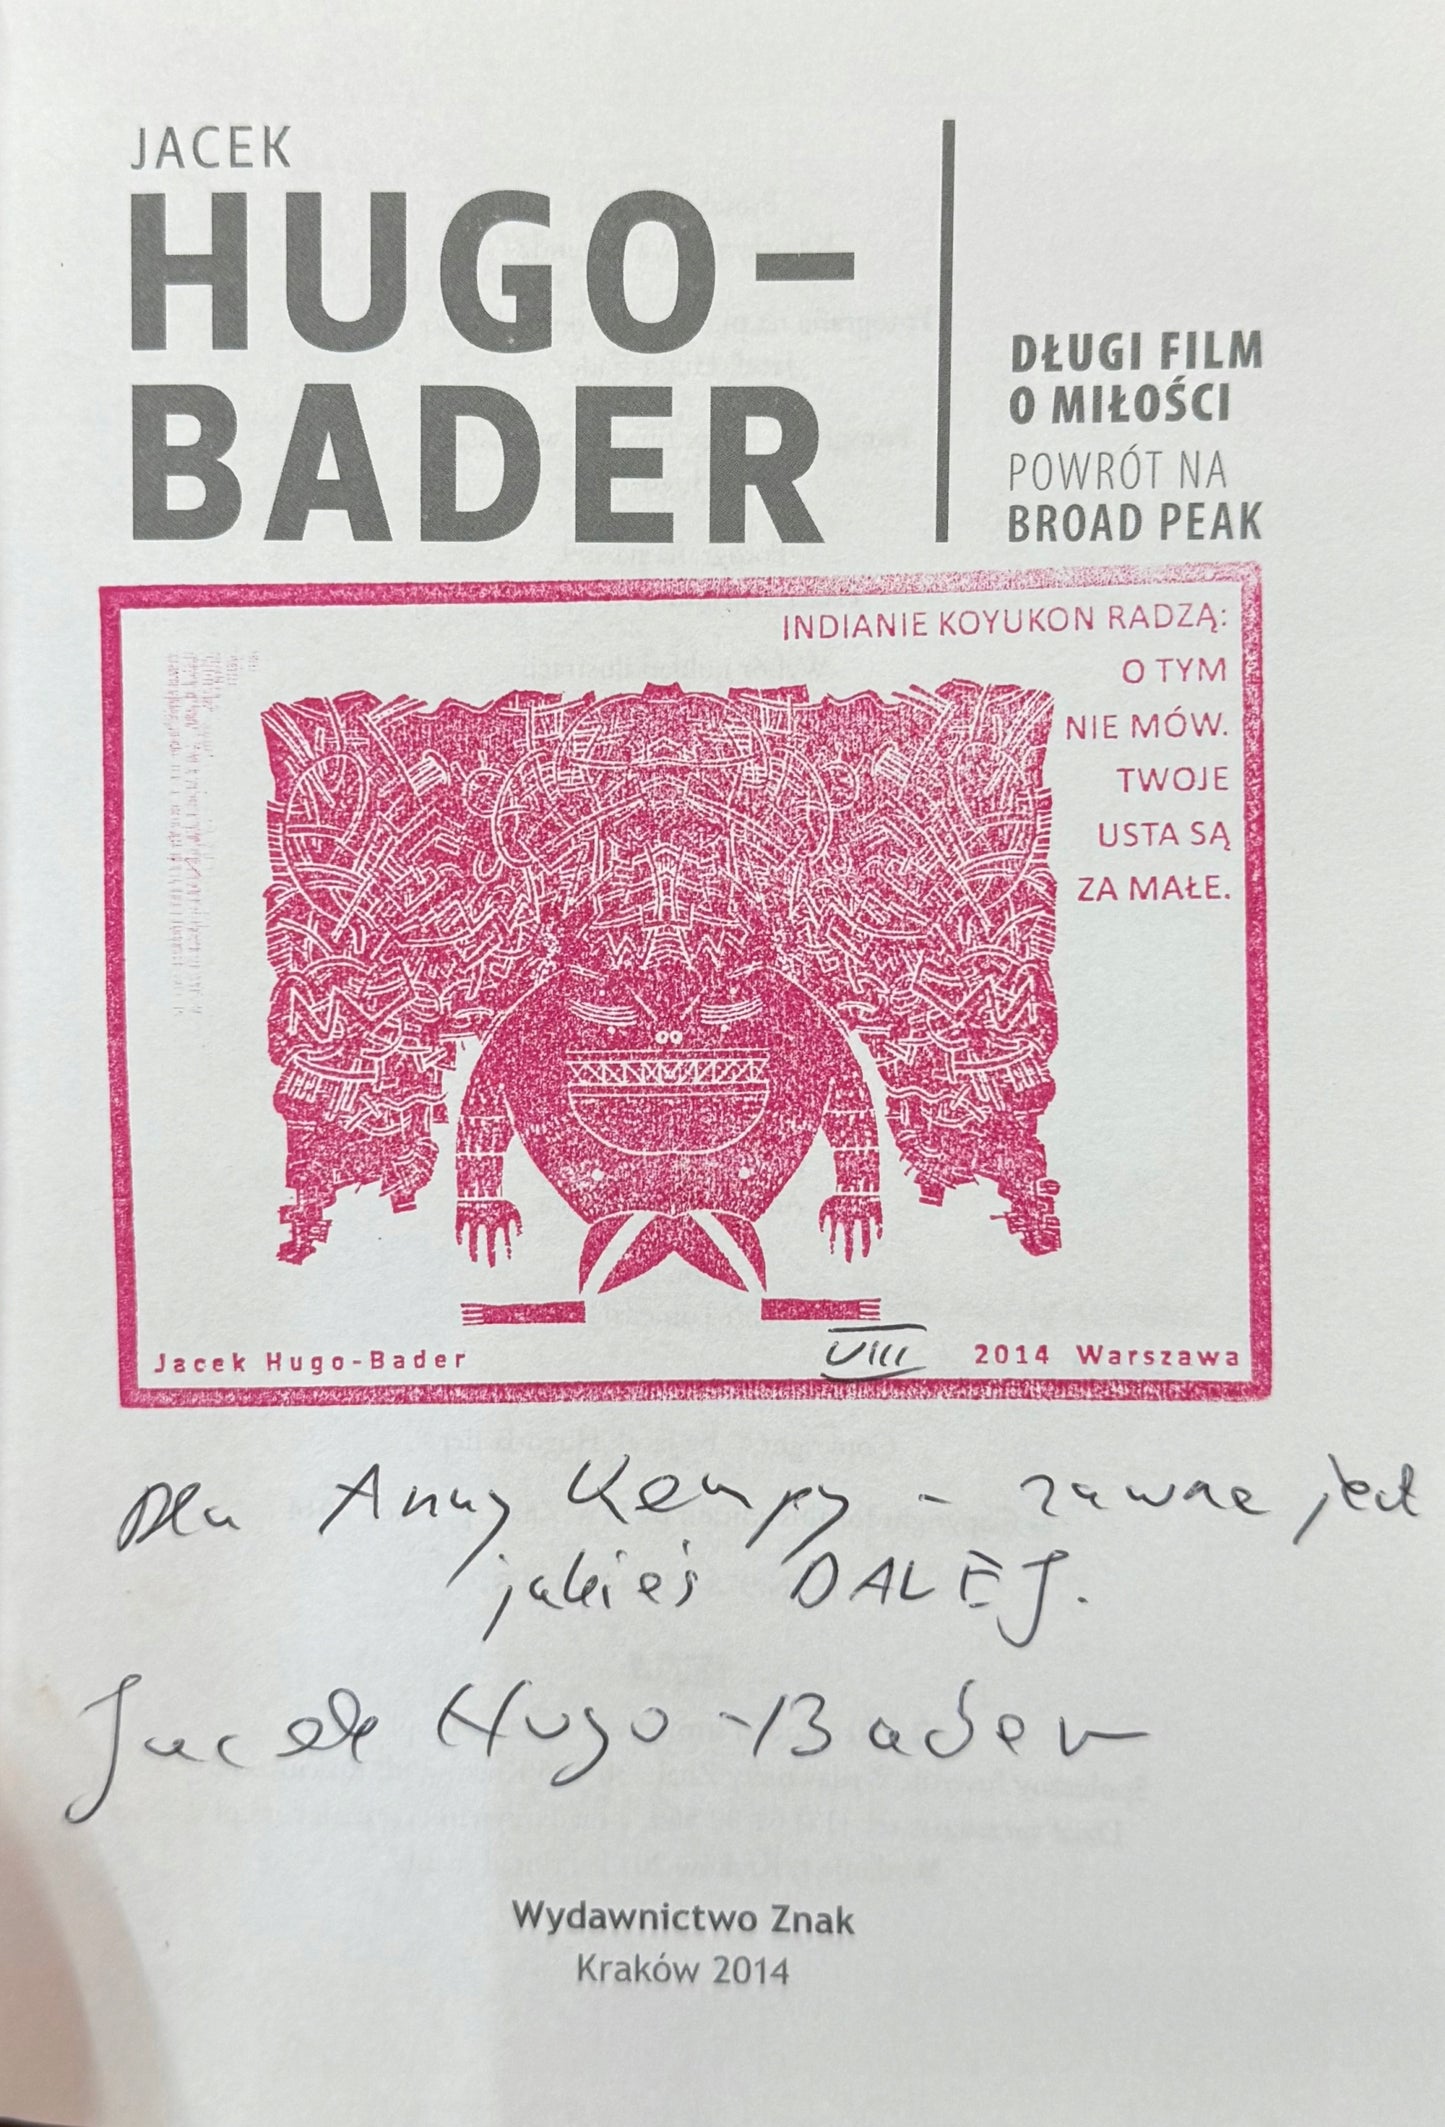 JACEK
HUGO-
BADER
DŁUGI FILM
O MIŁOŚCI
POWRÓT NA
BROAD PEAK
INDIANIE KOYUKON RADZĄ:
O TYM
NIE MÓW.
TWOJE
USTA SĄ
ZA MAŁE.
Jacek Hugo-Bader VIII 2014 Warszawa
Dla Anny Kempy - zawsze jest
jakieś DALEJ.
Jacek Hugo-Bader
Wydawnictwo Znak
Kraków 2014